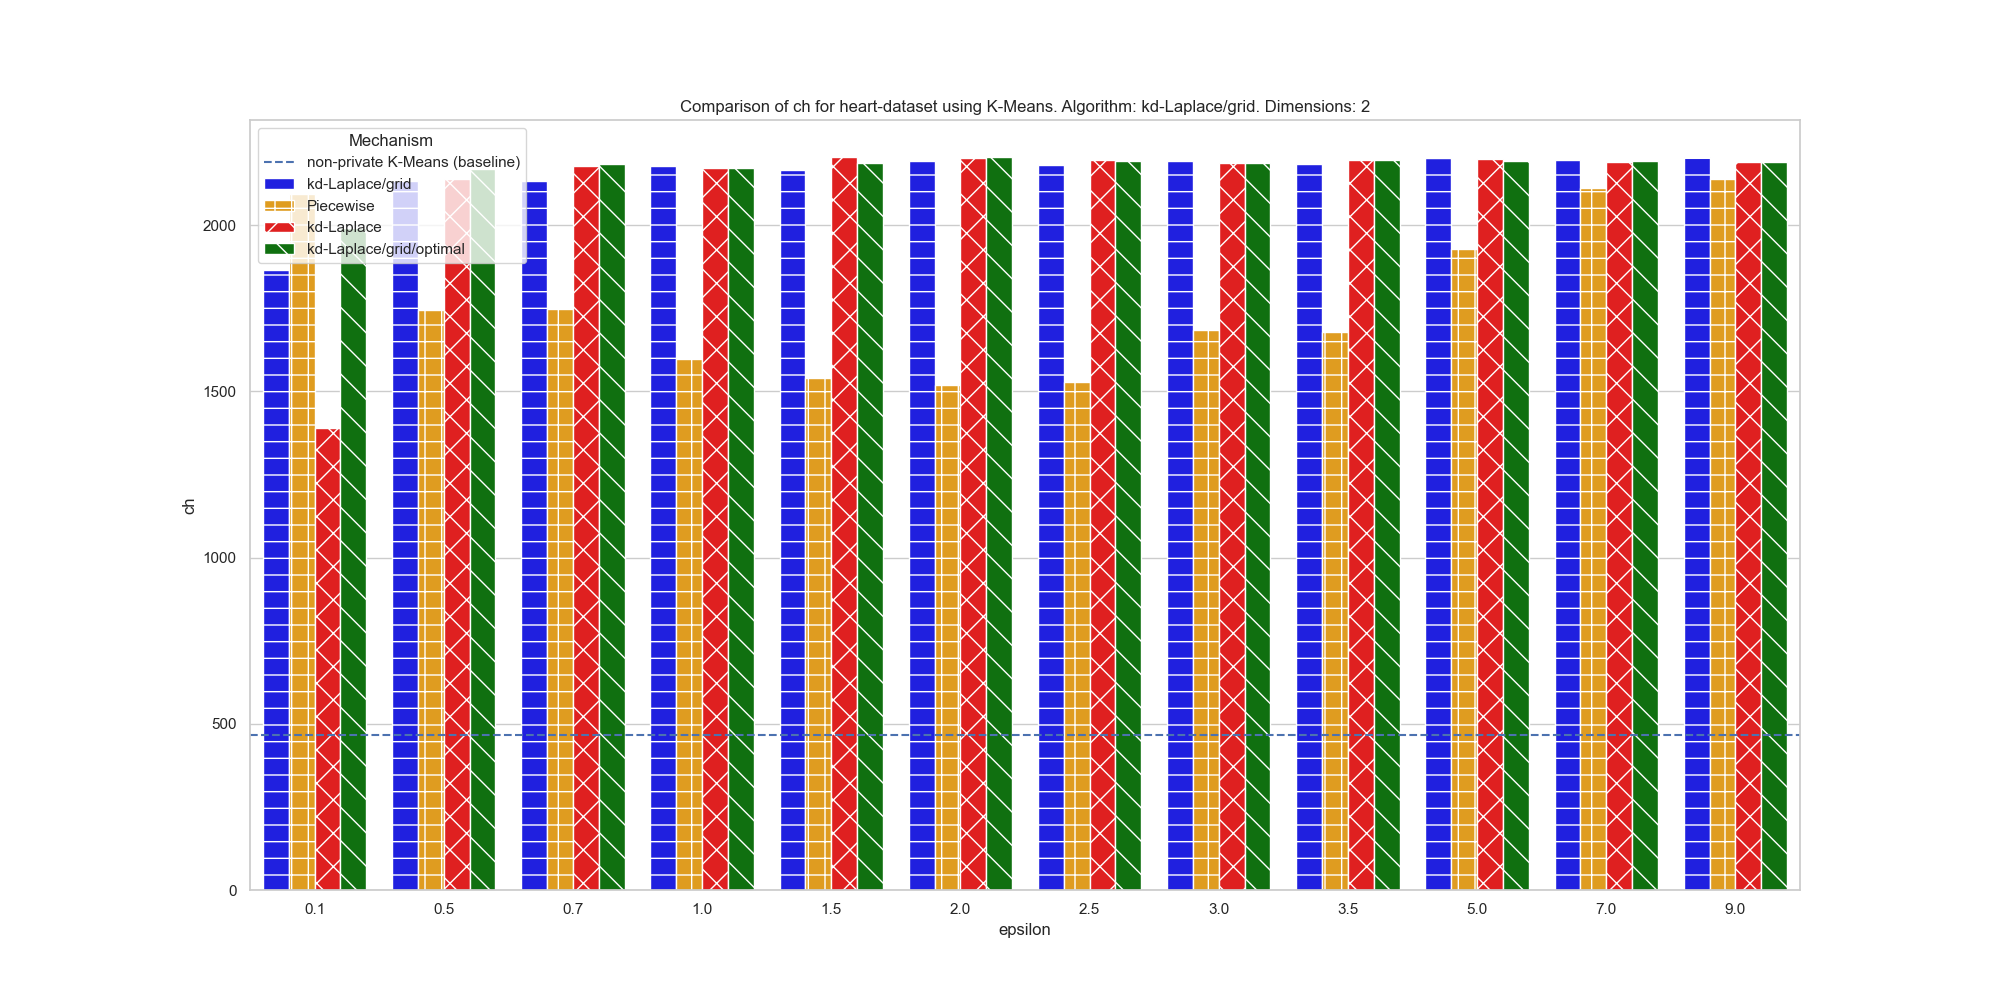 Comparison of ch for heart-dataset using K-Means. Algorithm: kd-Laplace/grid. Dimensions: 2
Mechanism
non-private K-Means (baseline)
kd-Laplace/grid
Piecewise
kd-Laplace
kd-Laplace/grid/optimal
2000
1500
1000
500
0
ch
0.1 0.5 0.7 1.0 1.5 2.0 2.5 3.0 3.5 5.0 7.0 9.0
epsilon